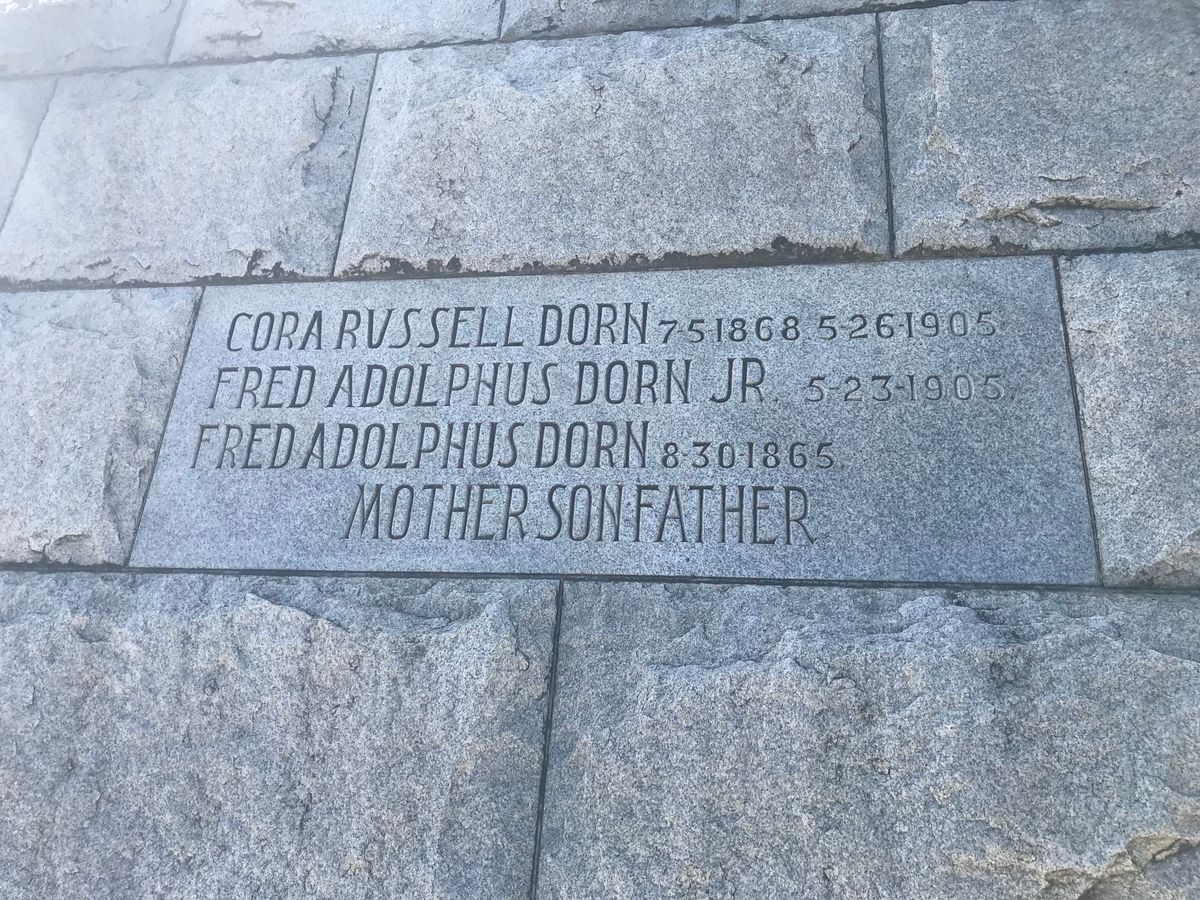 CORA RUSSELL DORN 7-5-1868 5-26-1905
FRED ADOLPHUS DORN JR. 5-23-1905.
FRED ADOLPHUS DORN 8-30-1865.
MOTHER SON FATHER